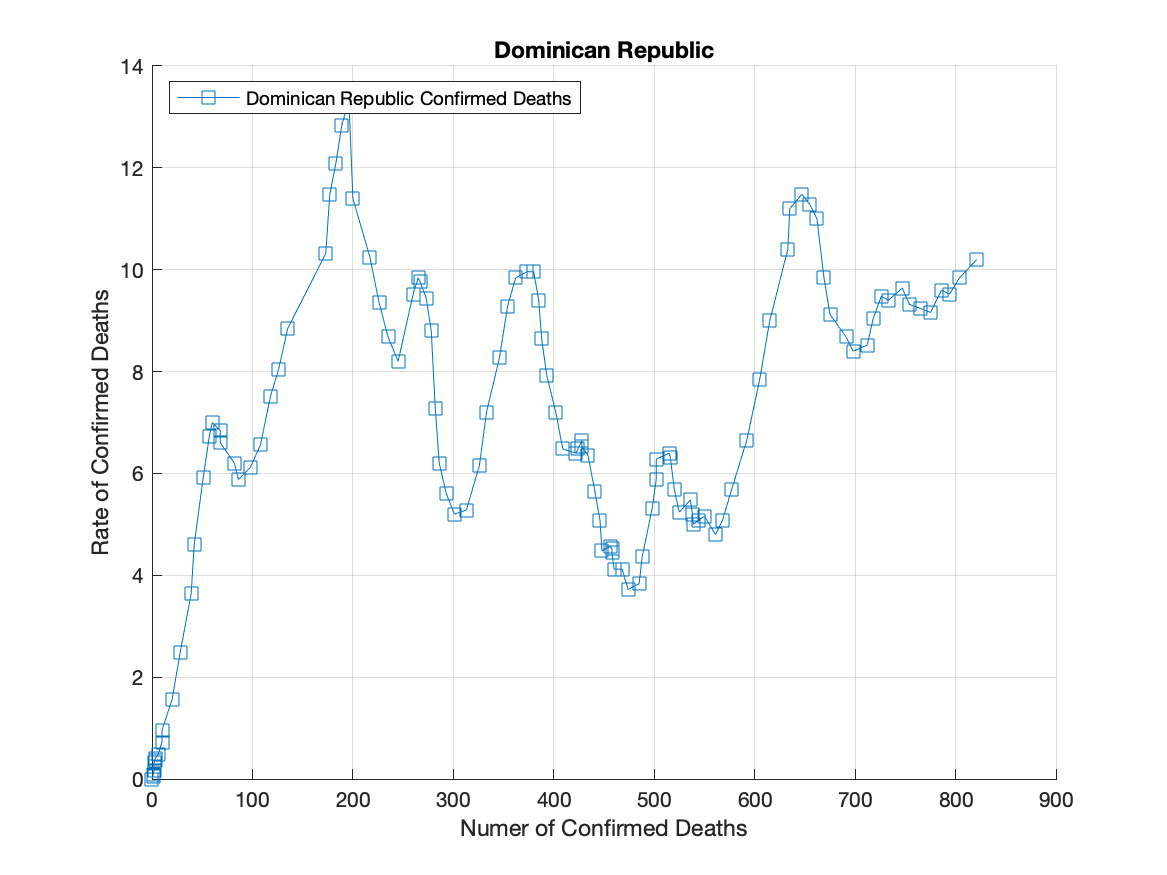 Dominican Republic
Dominican Republic Confirmed Deaths
Rate of Confirmed Deaths
14
12
10
8
6
4
2
0
0 100 200 300 400 500 600 700 800 900
Numer of Confirmed Deaths